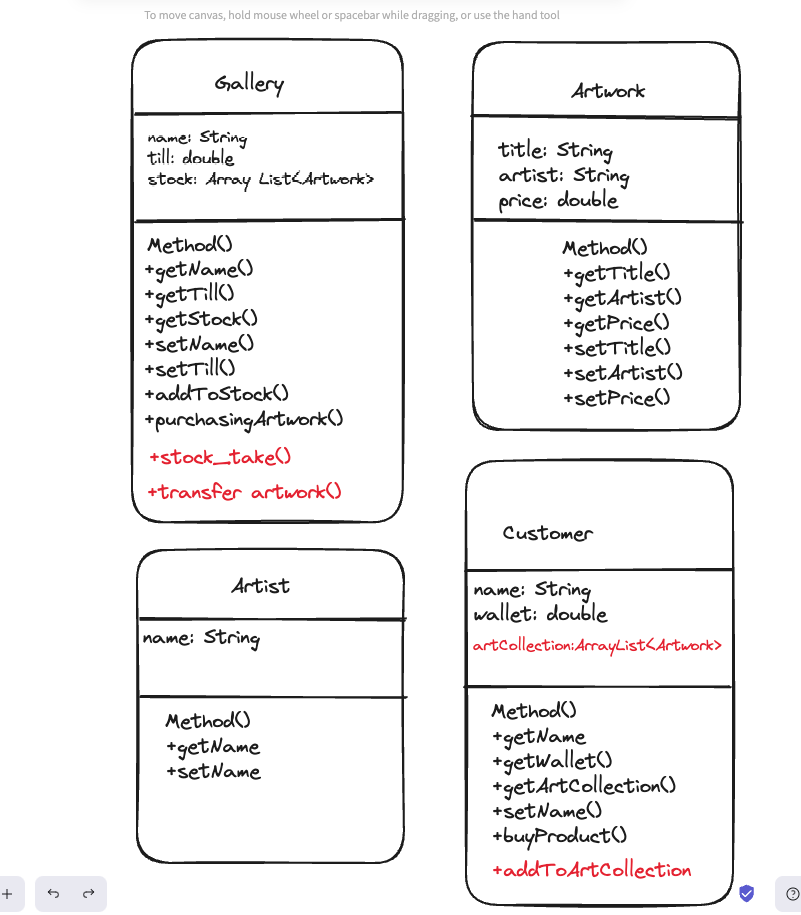 To move canvas, hold mouse wheel or spacebar while dragging, or use the hand tool
Gallery
name: String
till: double
stock: Array List<Artwork>
Method()
+getName()
+getTill()
+getStock()
+setName()
+setTill()
+addToStock()
+purchasingArtwork()
+stock_take()
+transfer artwork()
Artwork
title: String
artist: String
price: double
Method()
+getTitle()
+getArtist()
+getPrice()
+setTitle()
+setArtist()
+setPrice()
Artist
name: String
Method()
+getName
+setName
Customer
name: String
wallet: double
artCollection:ArrayList<Artwork>
Method()
+getName
+getWallet()
+getArtCollection()
+setName()
+buyProduct()
+addToArtCollection